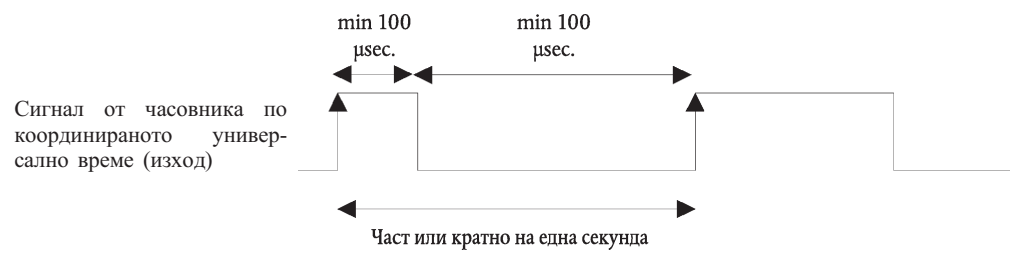 min 100
µsec.
min 100
µsec.
Сигнал от часовника по
координираното универ-
сално време (изход)
Част или кратно на една секунда